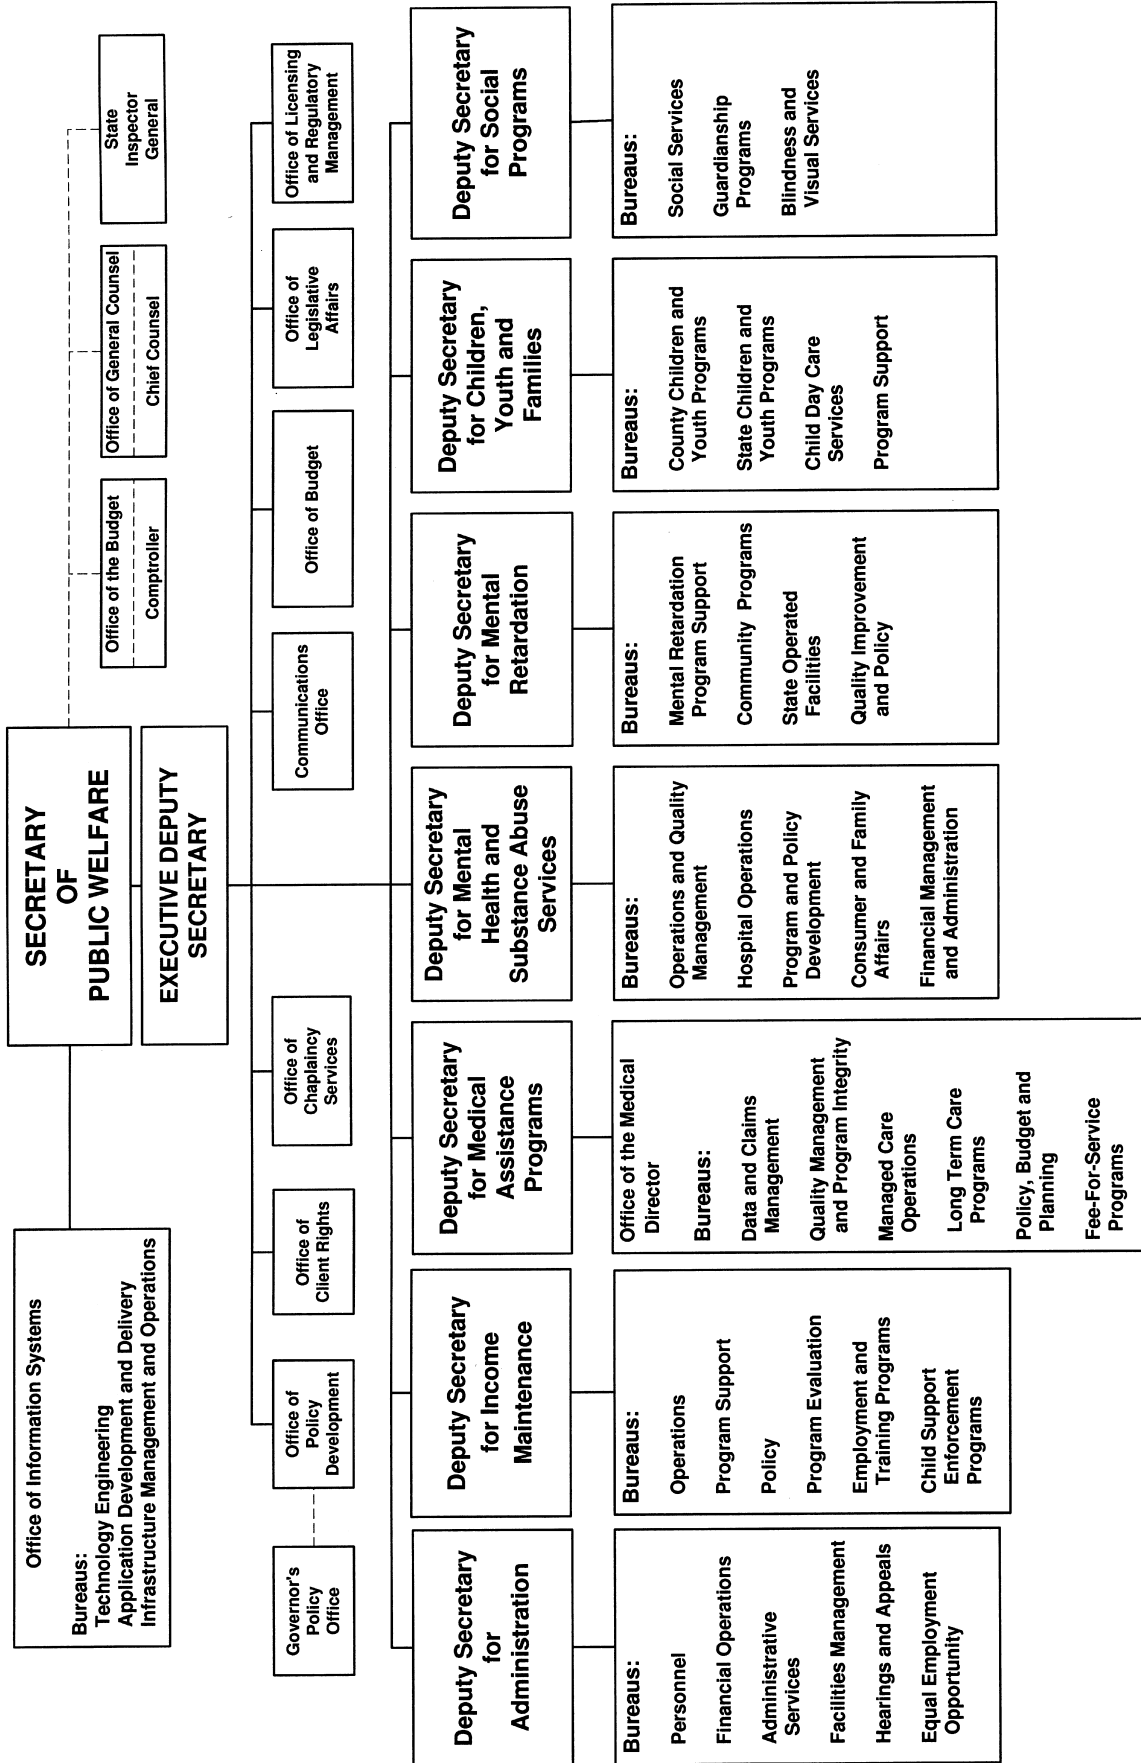 SECRETARY
OF
PUBLIC WELFARE
EXECUTIVE DEPUTY
SECRETARY
Office of Information Systems
Bureaus:
Technology Engineering
Application Development and Delivery
Infrastructure Management and Operations
Office of the Budget
Comptroller
Office of General Counsel
Chief Counsel
State
Inspector
General
Governor's
Policy
Office
Office of
Policy
Development
Office of
Client Rights
Office of
Chaplaincy
Services
Communications
Office
Office of Budget
Office of
Legislative
Affairs
Office of Licensing
and Regulatory
Management
Deputy Secretary
for
Administration
Bureaus:
Personnel
Financial Operations
Administrative
Services
Facilities Management
Hearings and Appeals
Equal Employment
Opportunity
Deputy Secretary
for Income
Maintenance
Bureaus:
Operations
Program Support
Policy
Program Evaluation
Employment and
Training Programs
Child Support
Enforcement
Programs
Deputy Secretary
for Medical
Assistance
Programs
Office of the Medical
Director
Bureaus:
Data and Claims
Management
Quality Management
and Program Integrity
Managed Care
Operations
Long Term Care
Programs
Policy, Budget and
Planning
Fee-For-Service
Programs
Deputy Secretary
for Mental
Health and
Substance Abuse
Services
Bureaus:
Operations and Quality
Management
Hospital Operations
Program and Policy
Development
Consumer and Family
Affairs
Financial Management
and Administration
Deputy Secretary
for Mental
Retardation
Bureaus:
Mental Retardation
Program Support
Community Programs
State Operated
Facilities
Quality Improvement
and Policy
Deputy Secretary
for Children,
Youth and
Families
Bureaus:
County Children and
Youth Programs
State Children and
Youth Programs
Child Day Care
Services
Program Support
Deputy Secretary
for Social
Programs
Bureaus:
Social Services
Guardianship
Programs
Blindness and
Visual Services